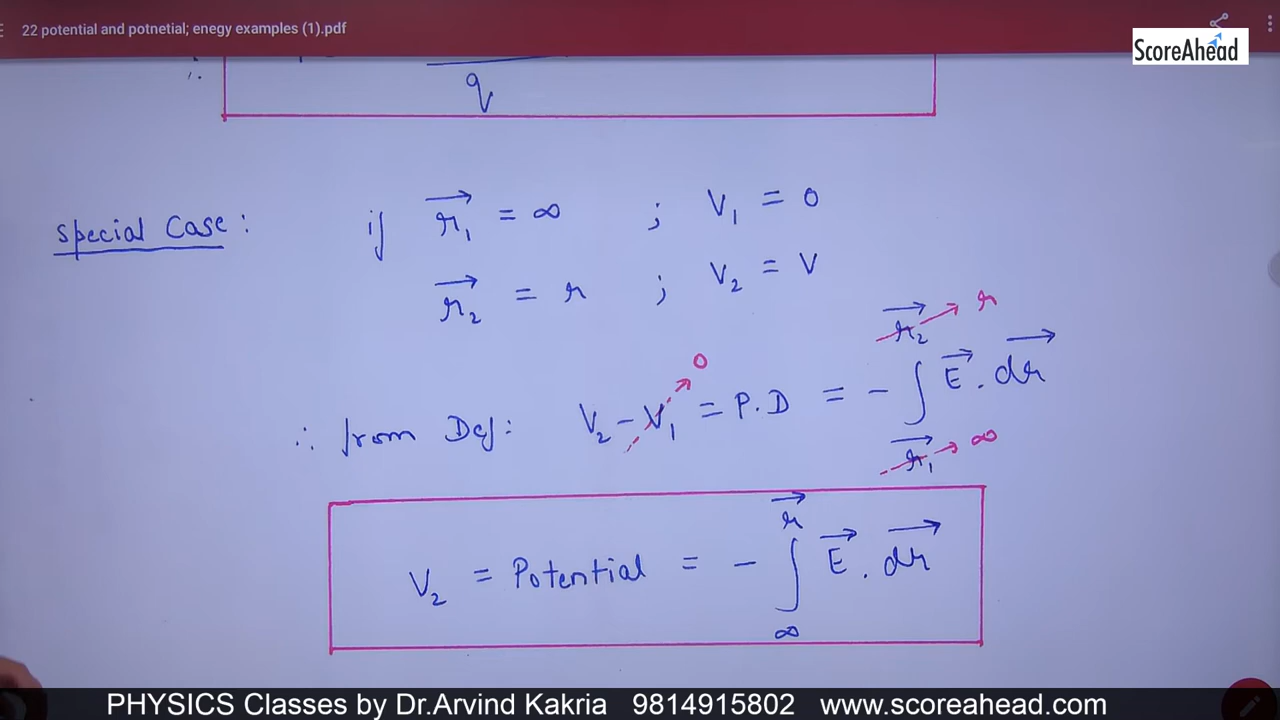 22 potential and potnetial; enegy examples (1).pdf
ScoreAhead
∴
q
Special Case: if r₁⃗ = ∞ ; V₁ = 0
r₂⃗ = r ; V₂ = V
r₂⃗ → r
0
∴ from Def: V₂ - V₁ = P.D = - ∫ E⃗ . dr⃗
r₁⃗ → ∞
r⃗
V₂ = Potential = - ∫ E⃗ . dr⃗
∞
PHYSICS Classes by Dr.Arvind Kakria 9814915802 www.scoreahead.com